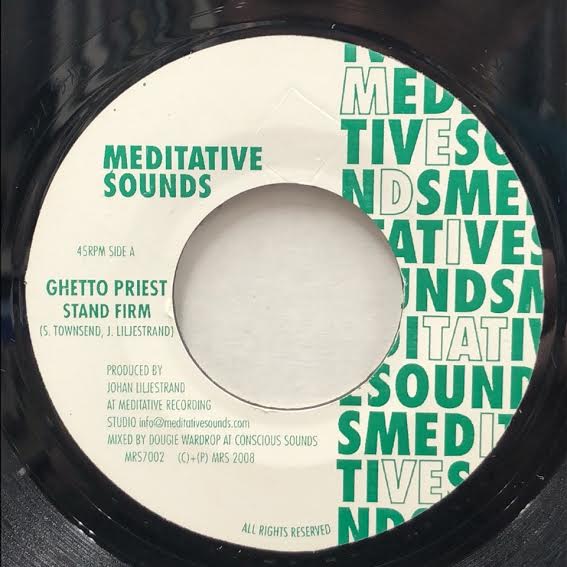 MEDITATIVE
SOUNDS
45RPM SIDE A
GHETTO PRIEST
STAND FIRM
(S. TOWNSEND, J. LILJESTRAND)
PRODUCED BY
JOHAN LILJESTRAND
AT MEDITATIVE RECORDING
STUDIO info@meditativesounds.com
MIXED BY DOUGIE WARDROP AT CONSCIOUS SOUNDS
MRS7002 (C)+(P) MRS 2008
ALL RIGHTS RESERVED
MED
TIVESO
NDSME
TATIVES
UNDSM
DITATIV
ESOUND
SMEDIT
TIVES
NDS